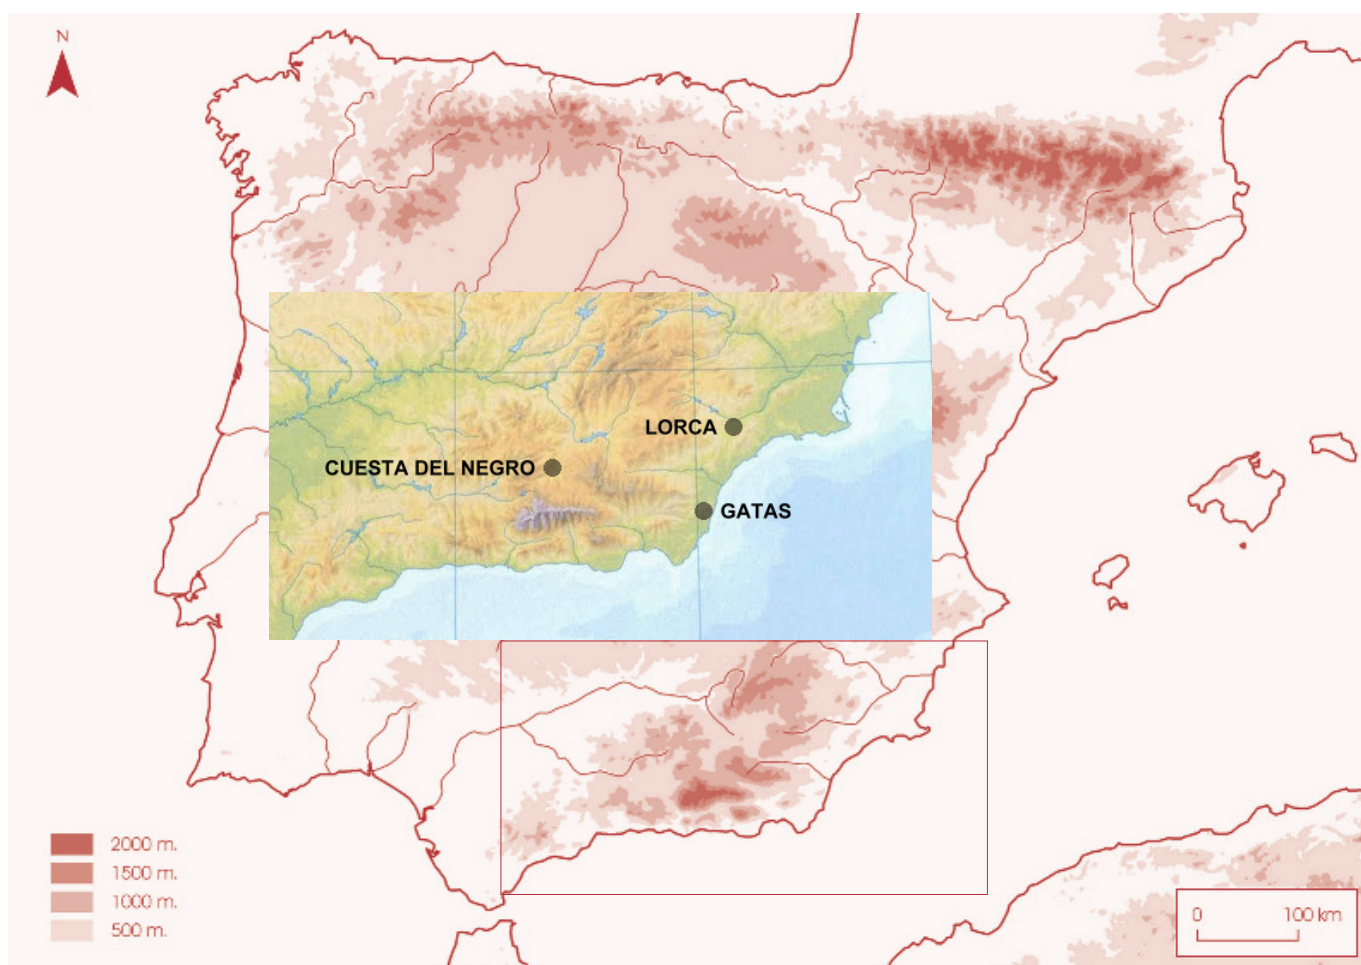 N
LORCA
CUESTA DEL NEGRO
GATAS
2000 m.
1500 m.
1000 m.
500 m.
0 100 km